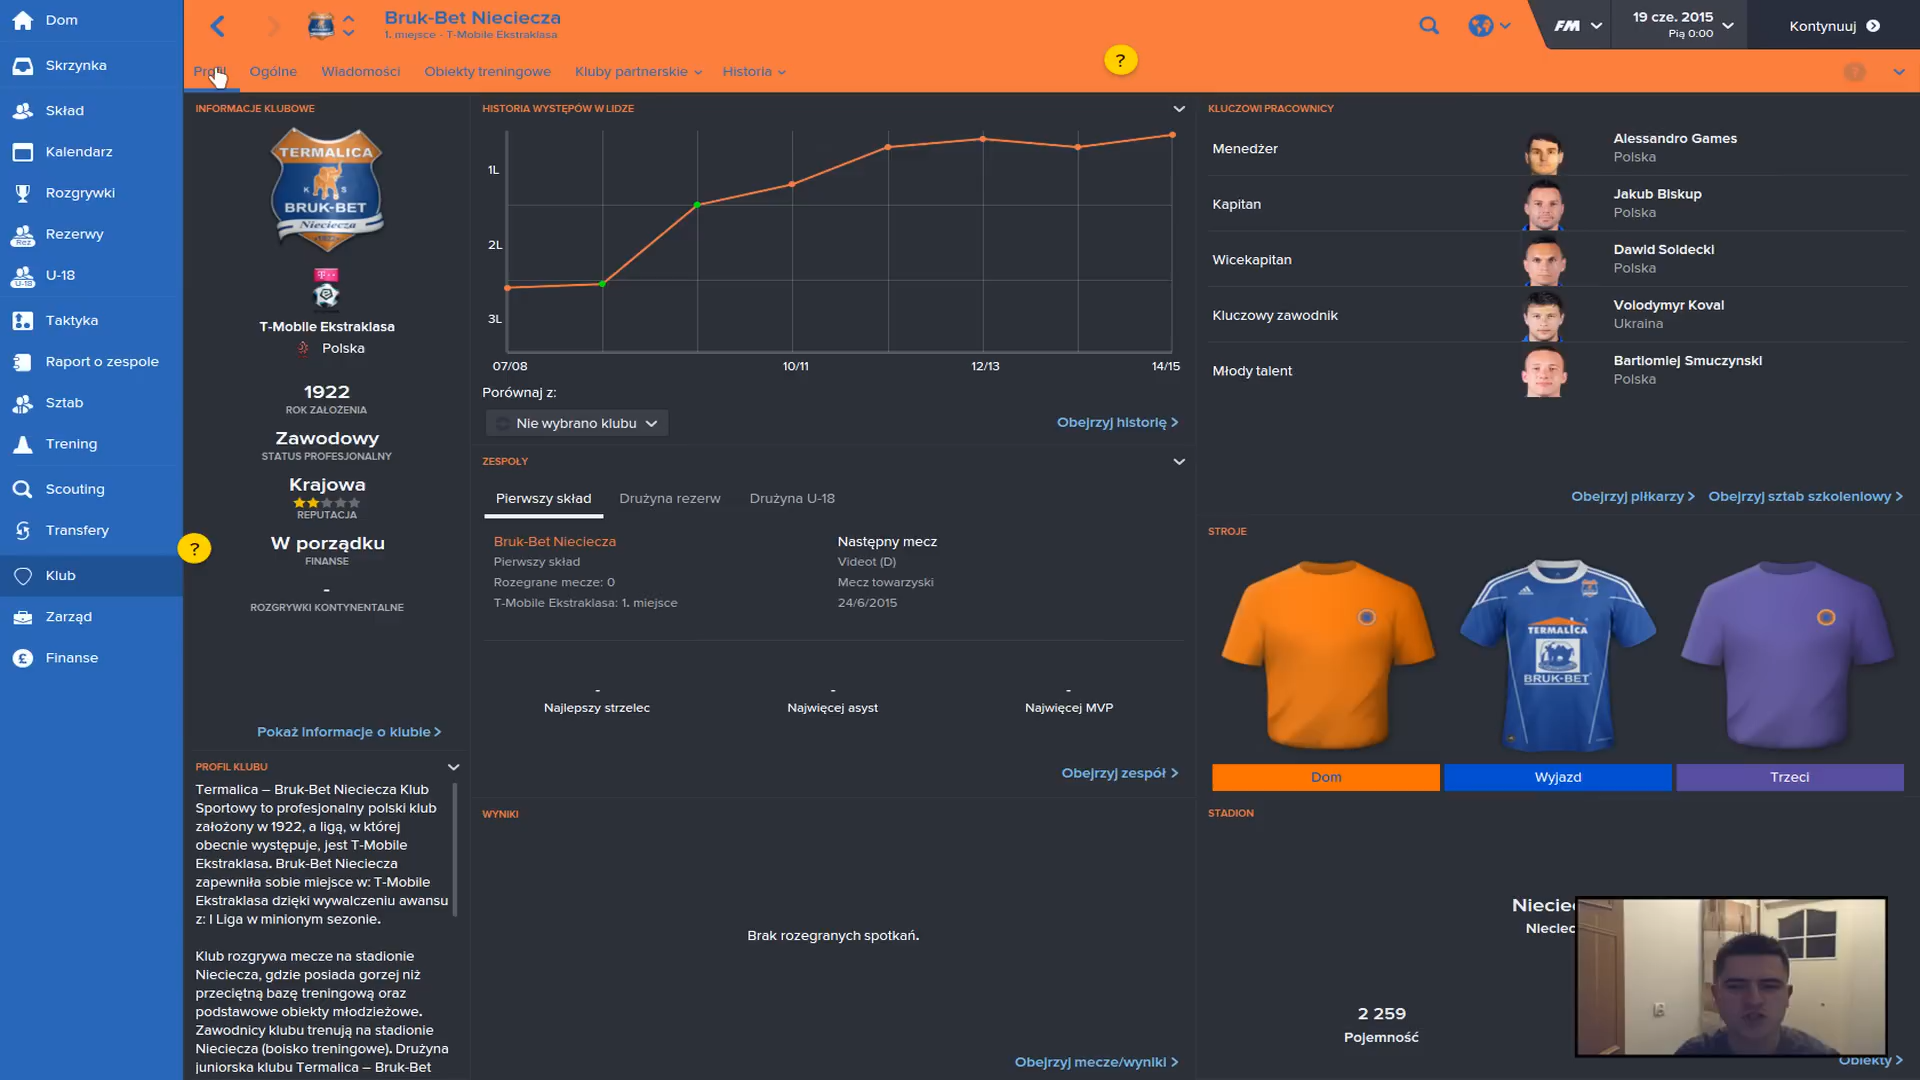 Dom
Skrzynka
Skład
Kalendarz
Rozgrywki
Rez
Rezerwy
U-18
U-18
Taktyka
Raport o zespole
Sztab
Trening
Scouting
Transfery
Klub
Zarząd
Finanse
Bruk-Bet Nieciecza
1. miejsce - T-Mobile Ekstraklasa
FM
19 cze. 2015
Pią 0:00
Kontynuuj
Profil
Ogólne
Wiadomości
Obiekty treningowe
Kluby partnerskie
Historia
?
?
?
INFORMACJE KLUBOWE
TERMALICA
K S
BRUK-BET
Nieciecza
T-Mobile Ekstraklasa
Polska
1922
ROK ZAŁOŻENIA
Zawodowy
STATUS PROFESJONALNY
Krajowa
REPUTACJA
W porządku
FINANSE
-
ROZGRYWKI KONTYNENTALNE
Pokaż informacje o klubie >
PROFIL KLUBU
Termalica – Bruk-Bet Nieciecza Klub
Sportowy to profesjonalny polski klub
założony w 1922, a ligą, w której
obecnie występuje, jest T-Mobile
Ekstraklasa. Bruk-Bet Nieciecza
zapewniła sobie miejsce w: T-Mobile
Ekstraklasa dzięki wywalczeniu awansu
z: I Liga w minionym sezonie.
Klub rozgrywa mecze na stadionie
Nieciecza, gdzie posiada gorzej niż
przeciętną bazę treningową oraz
podstawowe obiekty młodzieżowe.
Zawodnicy klubu trenują na stadionie
Nieciecza (boisko treningowe). Drużyna
juniorska klubu Termalica – Bruk-Bet
HISTORIA WYSTĘPÓW W LIDZE
1L
2L
3L
07/08
10/11
12/13
14/15
Porównaj z:
Nie wybrano klubu
Obejrzyj historię >
ZESPOŁY
Pierwszy skład
Drużyna rezerw
Drużyna U-18
Bruk-Bet Nieciecza
Pierwszy skład
Rozegrane mecze: 0
T-Mobile Ekstraklasa: 1. miejsce
Następny mecz
Videot (D)
Mecz towarzyski
24/6/2015
-
Najlepszy strzelec
-
Najwięcej asyst
-
Najwięcej MVP
Obejrzyj zespół >
WYNIKI
Brak rozegranych spotkań.
Obejrzyj mecze/wyniki >
KLUCZOWI PRACOWNICY
Menedżer
Alessandro Games
Polska
Kapitan
Jakub Biskup
Polska
Wicekapitan
Dawid Sołdecki
Polska
Kluczowy zawodnik
Volodymyr Koval
Ukraina
Młody talent
Bartłomiej Smuczynski
Polska
Obejrzyj piłkarzy >
Obejrzyj sztab szkoleniowy >
STROJE
TERMALICA
BRUK-BET
Dom
Wyjazd
Trzeci
STADION
2 259
Pojemność
Obiekty >